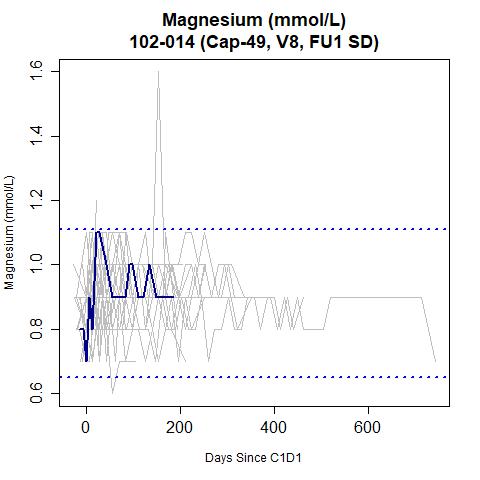 Magnesium (mmol/L)
102-014 (Cap-49, V8, FU1 SD)
Magnesium (mmol/L)
1.6
1.4
1.2
1.0
0.8
0.6
0 200 400 600
Days Since C1D1